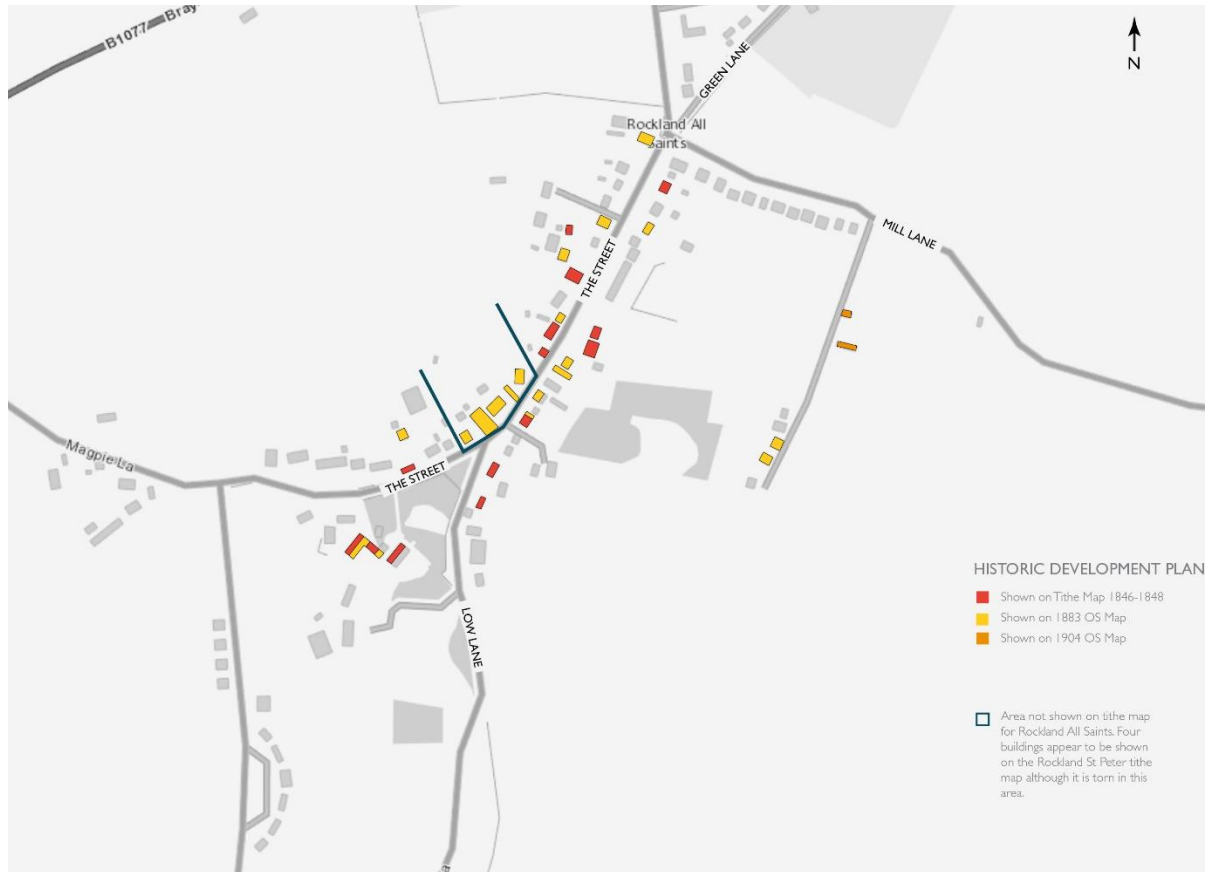 B1077 Bray
N
GREEN LANE
Rockland All
Saints
MILL LANE
THE STREET
Magpie La
THE STREET
LOW LANE
HISTORIC DEVELOPMENT PLAN
Shown on Tithe Map 1846-1848
Shown on 1883 OS Map
Shown on 1904 OS Map
Area not shown on tithe map
for Rockland All Saints. Four
buildings appear to be shown
on the Rockland St Peter tithe
map although it is torn in this
area.